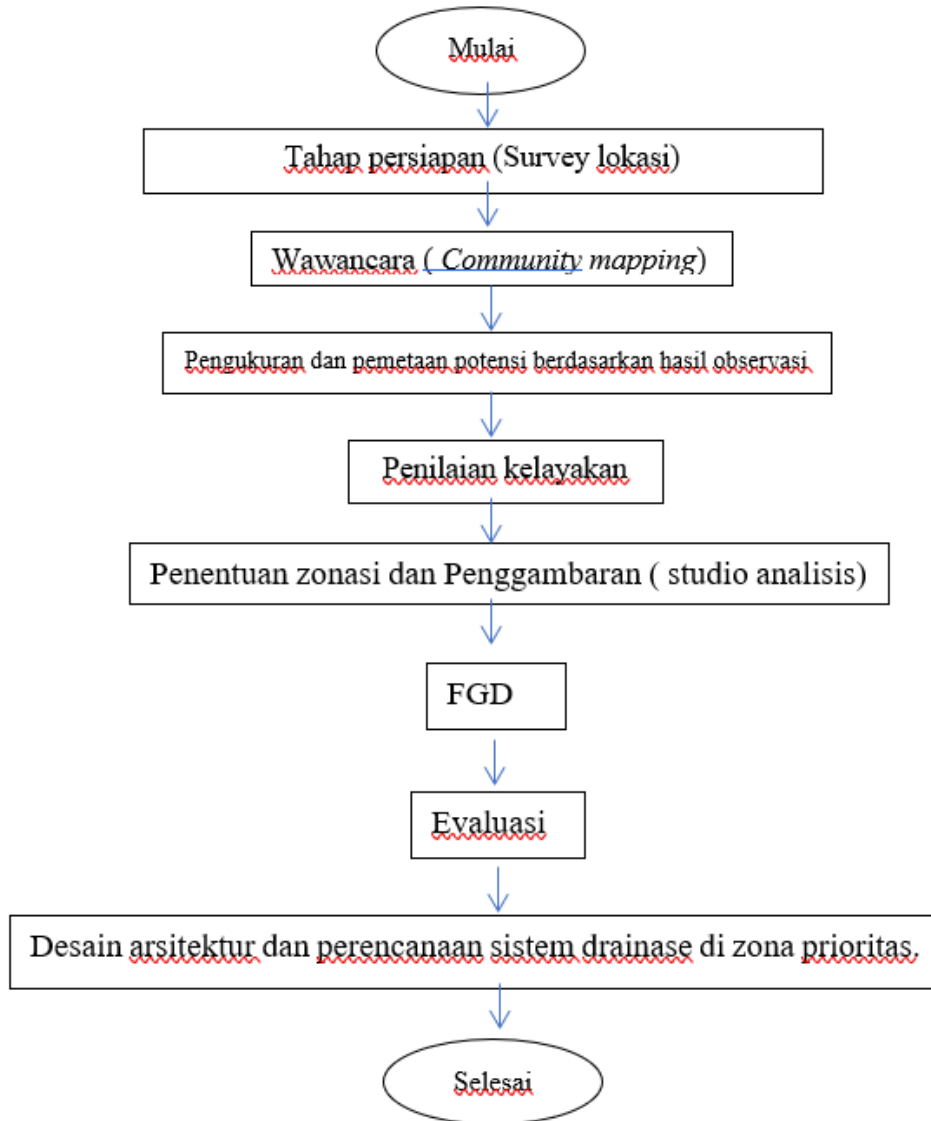 Mulai
Tahap persiapan (Survey lokasi)
Wawancara ( Community mapping)
Pengukuran dan pemetaan potensi berdasarkan hasil observasi
Penilaian kelayakan
Penentuan zonasi dan Penggambaran ( studio analisis)
FGD
Evaluasi
Desain arsitektur dan perencanaan sistem drainase di zona prioritas.
Selesai